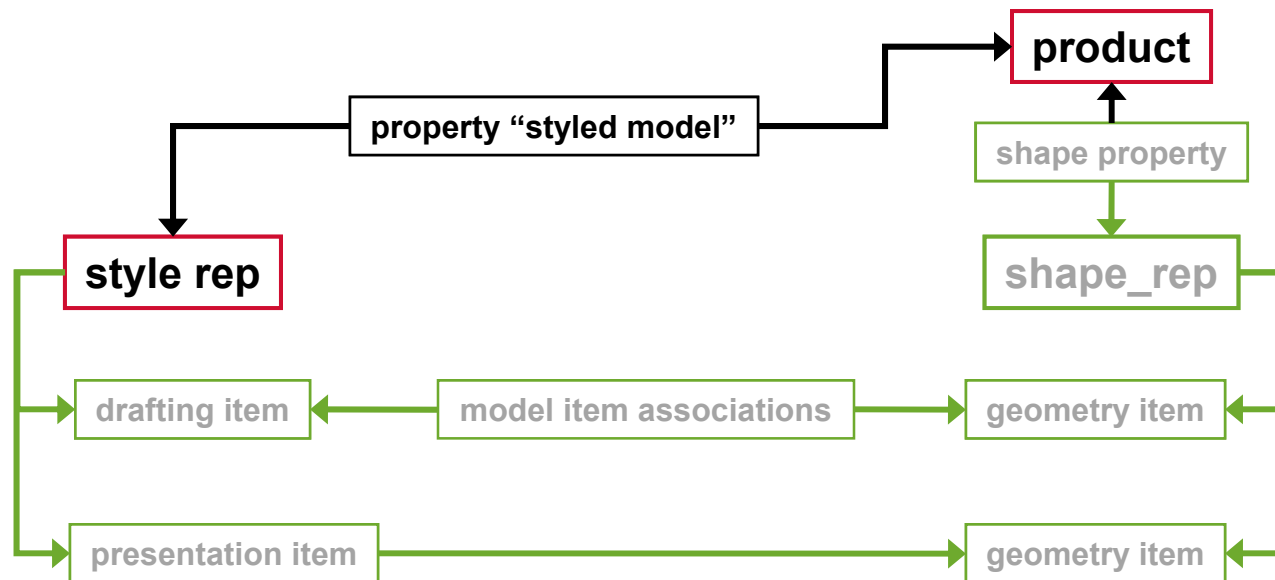 product
property “styled model”
shape property
style rep
shape_rep
drafting item
model item associations
geometry item
presentation item
geometry item